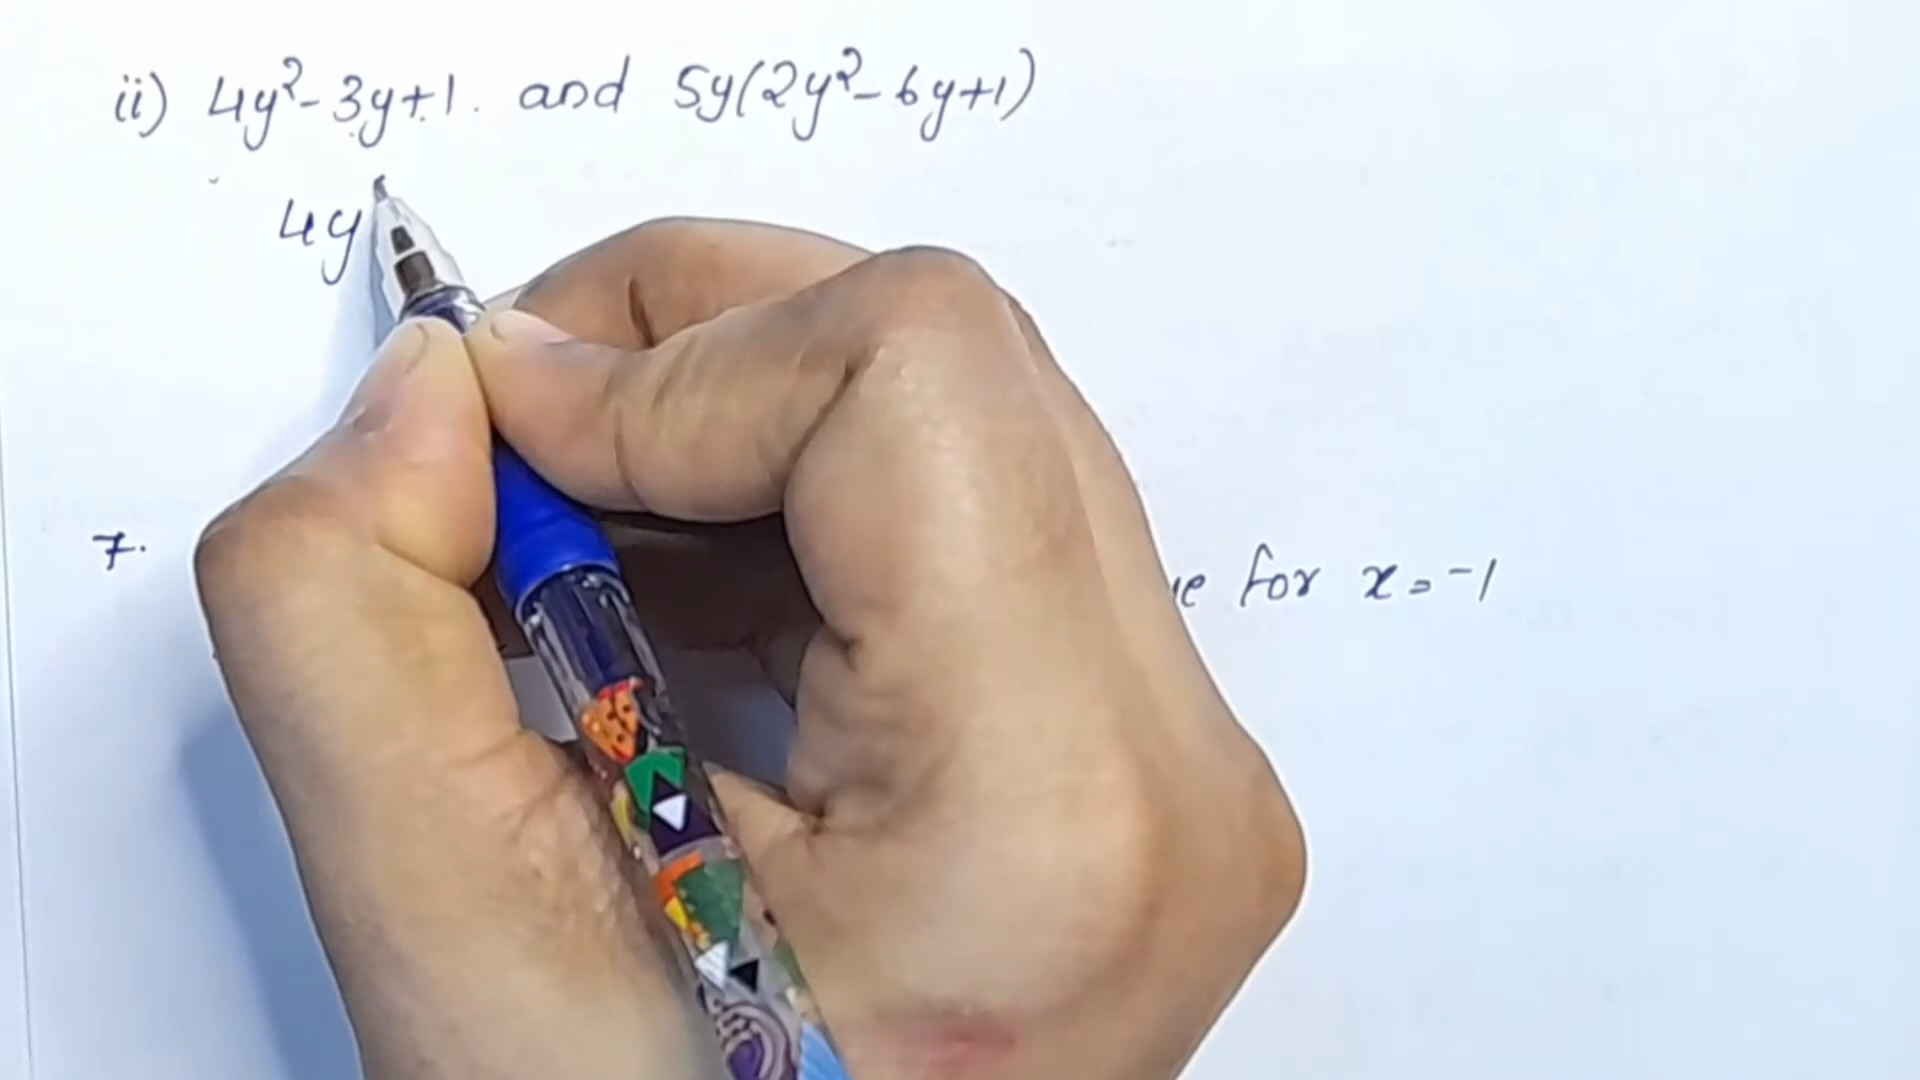 ii) 4y²-3y+1. and 5y(2y²-6y+1)
4y
7. for x=-1